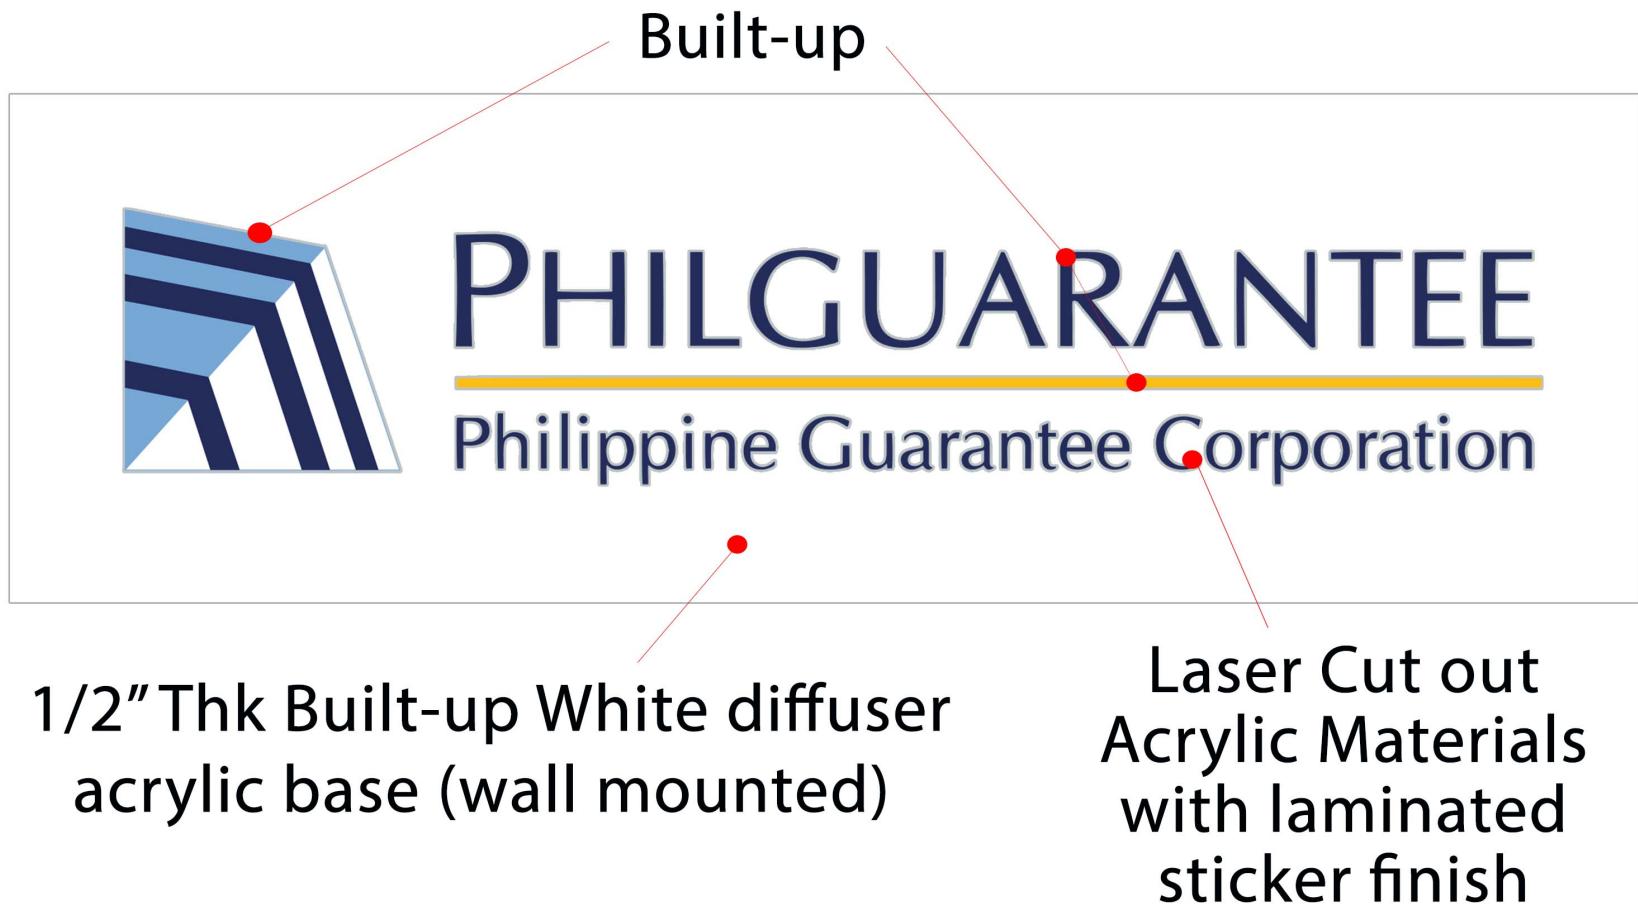 Built-up
PHILGUARANTEE
Philippine Guarantee Corporation
1/2” Thk Built-up White diffuser
acrylic base (wall mounted)
Laser Cut out
Acrylic Materials
with laminated
sticker finish